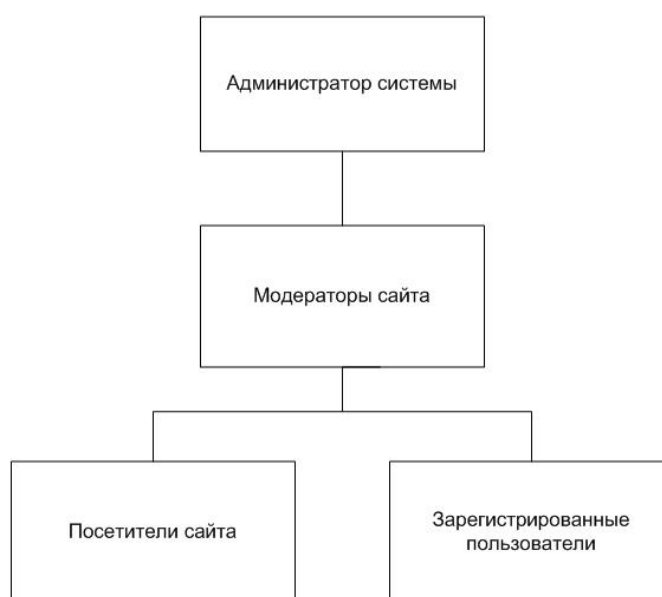 Администратор системы
Модераторы сайта
Посетители сайта
Зарегистрированные
пользователи